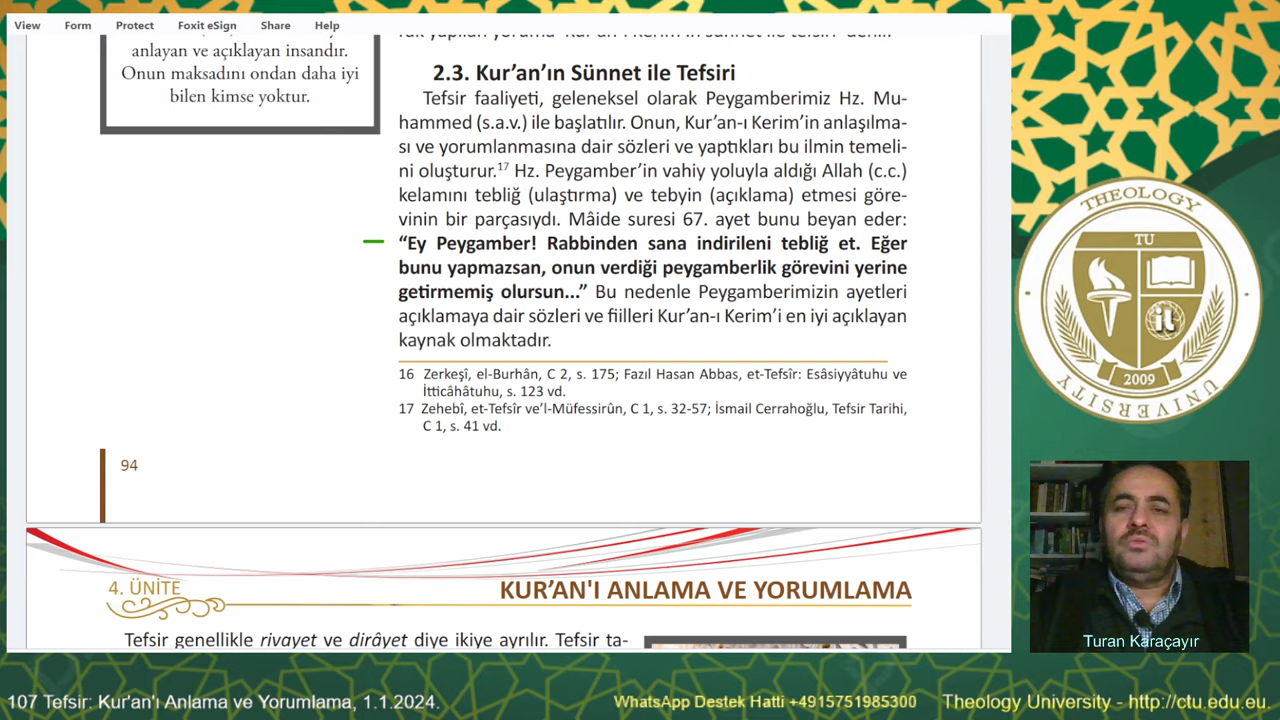 View Form Protect Foxit eSign Share Help
anlayan ve açıklayan insandır.
Onun maksadını ondan daha iyi
bilen kimse yoktur.
2.3. Kur’an’ın Sünnet ile Tefsiri
Tefsir faaliyeti, geleneksel olarak Peygamberimiz Hz. Mu-
hammed (s.a.v.) ile başlatılır. Onun, Kur’an-ı Kerim’in anlaşılma-
sı ve yorumlanmasına dair sözleri ve yaptıkları bu ilmin temeli-
ni oluşturur.17 Hz. Peygamber’in vahiy yoluyla aldığı Allah (c.c.)
kelamını tebliğ (ulaştırma) ve tebyin (açıklama) etmesi göre-
vinin bir parçasıydı. Mâide suresi 67. ayet bunu beyan eder:
“Ey Peygamber! Rabbinden sana indirileni tebliğ et. Eğer
bunu yapmazsan, onun verdiği peygamberlik görevini yerine
getirmemiş olursun...” Bu nedenle Peygamberimizin ayetleri
açıklamaya dair sözleri ve fiilleri Kur’an-ı Kerim’i en iyi açıklayan
kaynak olmaktadır.
16 Zerkeşî, el-Burhân, C 2, s. 175; Fazıl Hasan Abbas, et-Tefsîr: Esâsiyyâtuhu ve
İtticâhâtuhu, s. 123 vd.
17 Zehebî, et-Tefsîr ve’l-Müfessirûn, C 1, s. 32-57; İsmail Cerrahoğlu, Tefsir Tarihi,
C 1, s. 41 vd.
94
4. ÜNİTE
KUR’AN'I ANLAMA VE YORUMLAMA
Tefsir genellikle rivayet ve dirâyet diye ikiye ayrılır. Tefsir ta-
THEOLOGY
TU
it
2009
UNIVERSITY
Turan Karaçayır
107 Tefsir: Kur'an'ı Anlama ve Yorumlama, 1.1.2024.
WhatsApp Destek Hatti +4915751985300
Theology University - http://ctu.edu.eu.